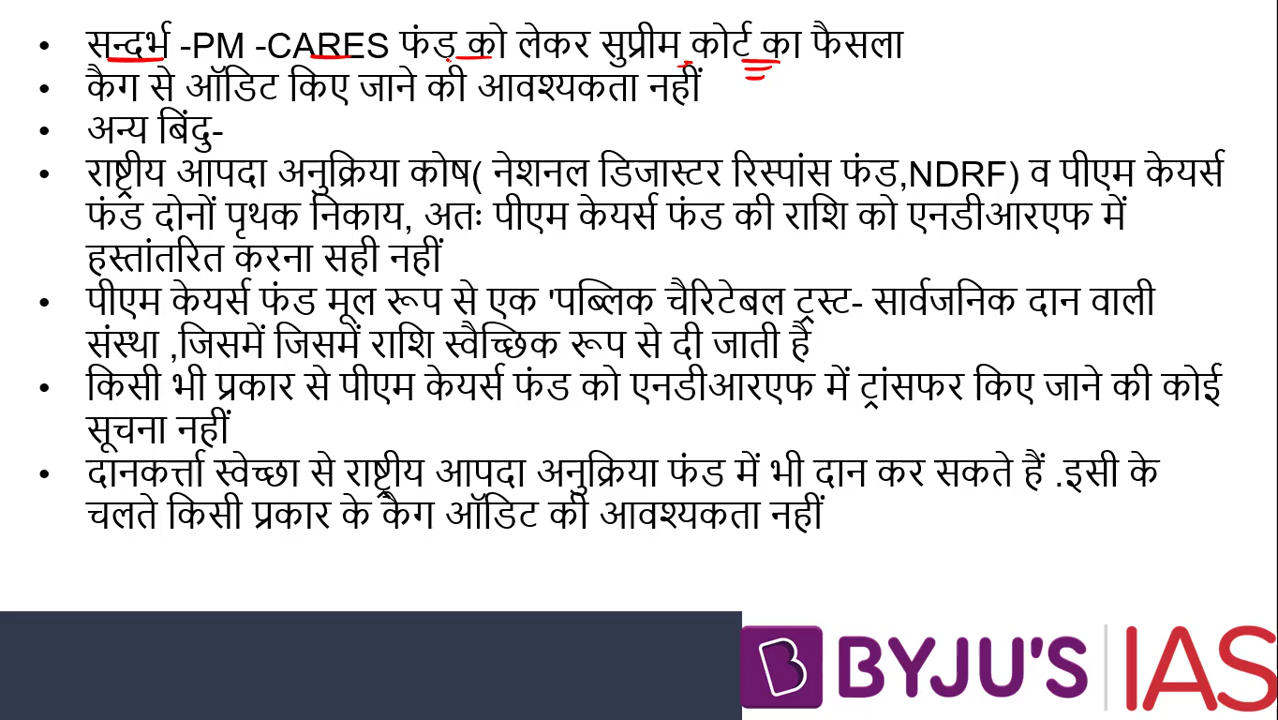 • सन्दर्भ -PM -CARES फंड़ को लेकर सुप्रीम कोर्ट का फैसला
• कैग से ऑडिट किए जाने की आवश्यकता नहीं
• अन्य बिंदु-
• राष्ट्रीय आपदा अनुक्रिया कोष( नेशनल डिजास्टर रिस्पांस फंड,NDRF) व पीएम केयर्स
फंड दोनों पृथक निकाय, अतः पीएम केयर्स फंड की राशि को एनडीआरएफ में
हस्तांतरित करना सही नहीं
• पीएम केयर्स फंड मूल रूप से एक 'पब्लिक चैरिटेबल ट्रस्ट- सार्वजनिक दान वाली
संस्था ,जिसमें जिसमें राशि स्वैच्छिक रूप से दी जाती है
• किसी भी प्रकार से पीएम केयर्स फंड को एनडीआरएफ में ट्रांसफर किए जाने की कोई
सूचना नहीं
• दानकर्त्ता स्वेच्छा से राष्ट्रीय आपदा अनुक्रिया फंड में भी दान कर सकते हैं .इसी के
चलते किसी प्रकार के कैग ऑडिट की आवश्यकता नहीं
BYJU'S IAS